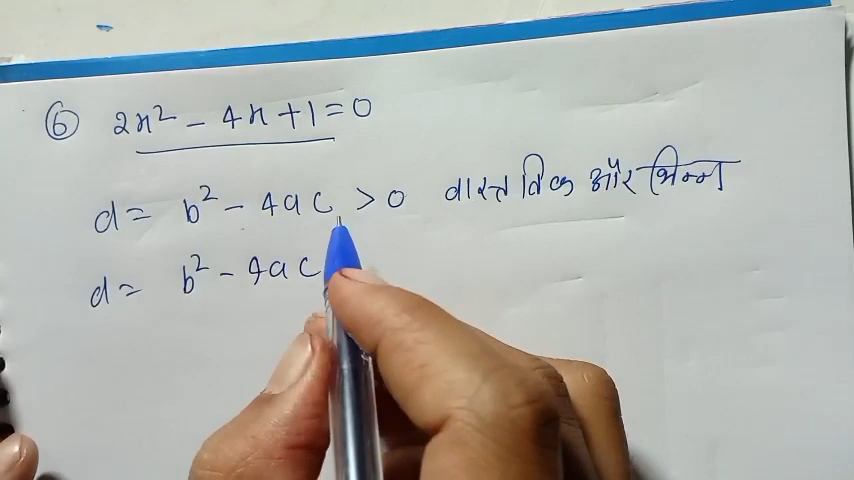 ⑥ 2x² - 4x + 1 = 0
d = b² - 4ac > 0 वास्तविक और भिन्न
d = b² - 4ac